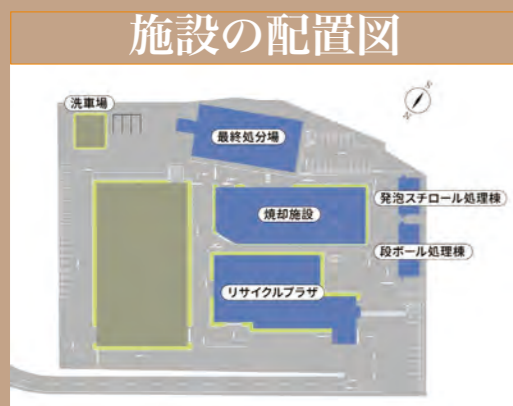 施設の配置図
洗車場
最終処分場
S
N
焼却施設
発泡スチロール処理棟
段ボール処理棟
リサイクルプラザ